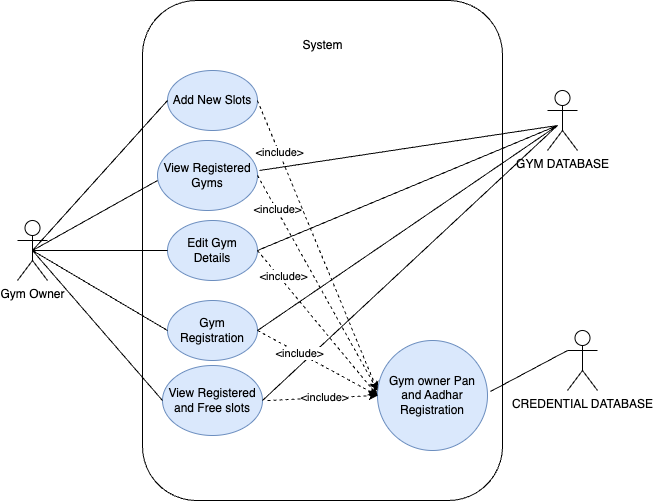 System
Add New Slots
<include>
View Registered
Gyms
GYM DATABASE
<include>
Edit Gym
Details
<include>
Gym Owner
Gym
Registration
<include>
View Registered
and Free slots
<include>
Gym owner Pan
and Aadhar
Registration
CREDENTIAL DATABASE